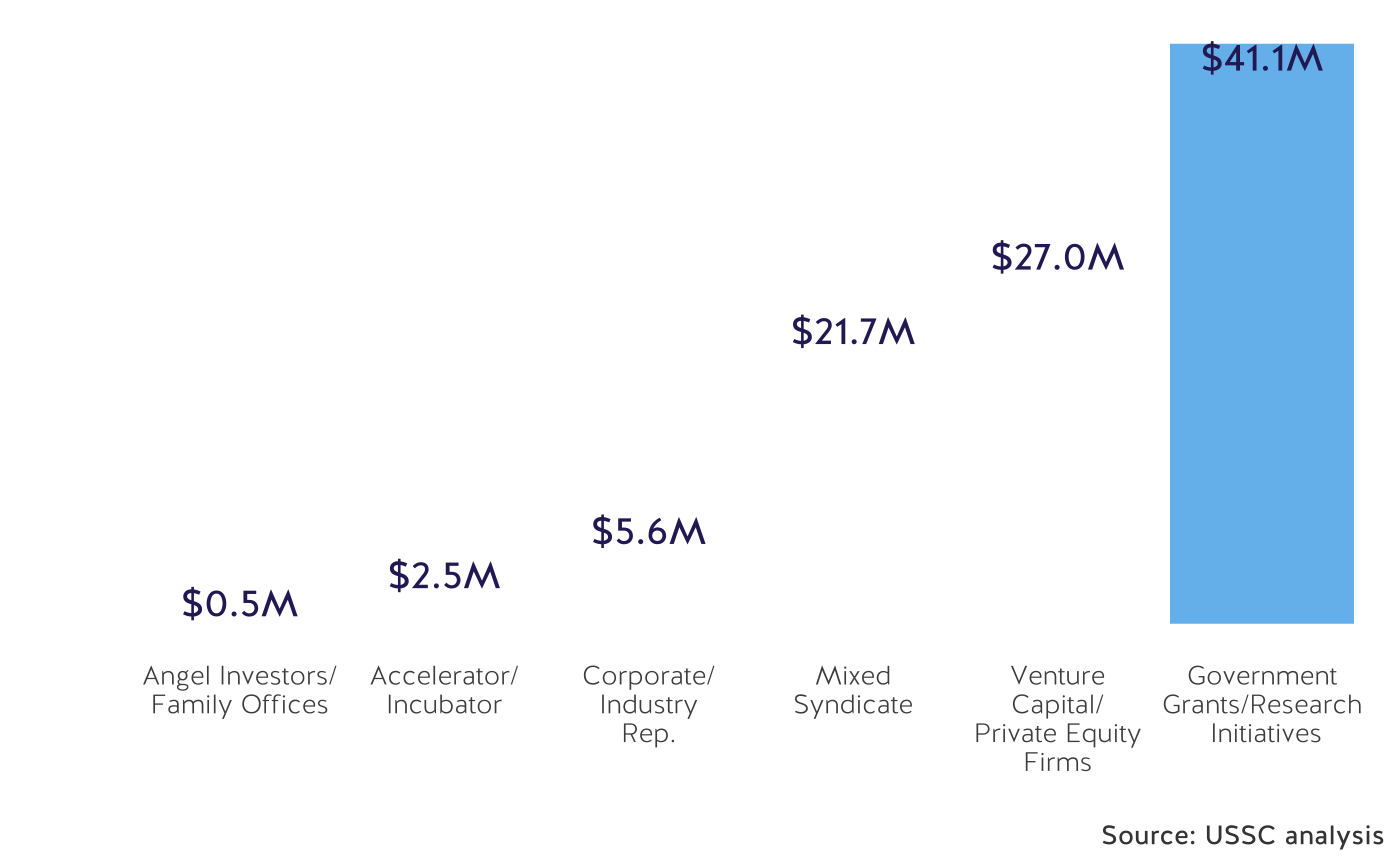 $41.1M
$27.0M
$21.7M
$5.6M
$2.5M
$0.5M
Angel Investors/
Family Offices
Accelerator/
Incubator
Corporate/
Industry
Rep.
Mixed
Syndicate
Venture
Capital/
Private Equity
Firms
Government
Grants/Research
Initiatives
Source: USSC analysis